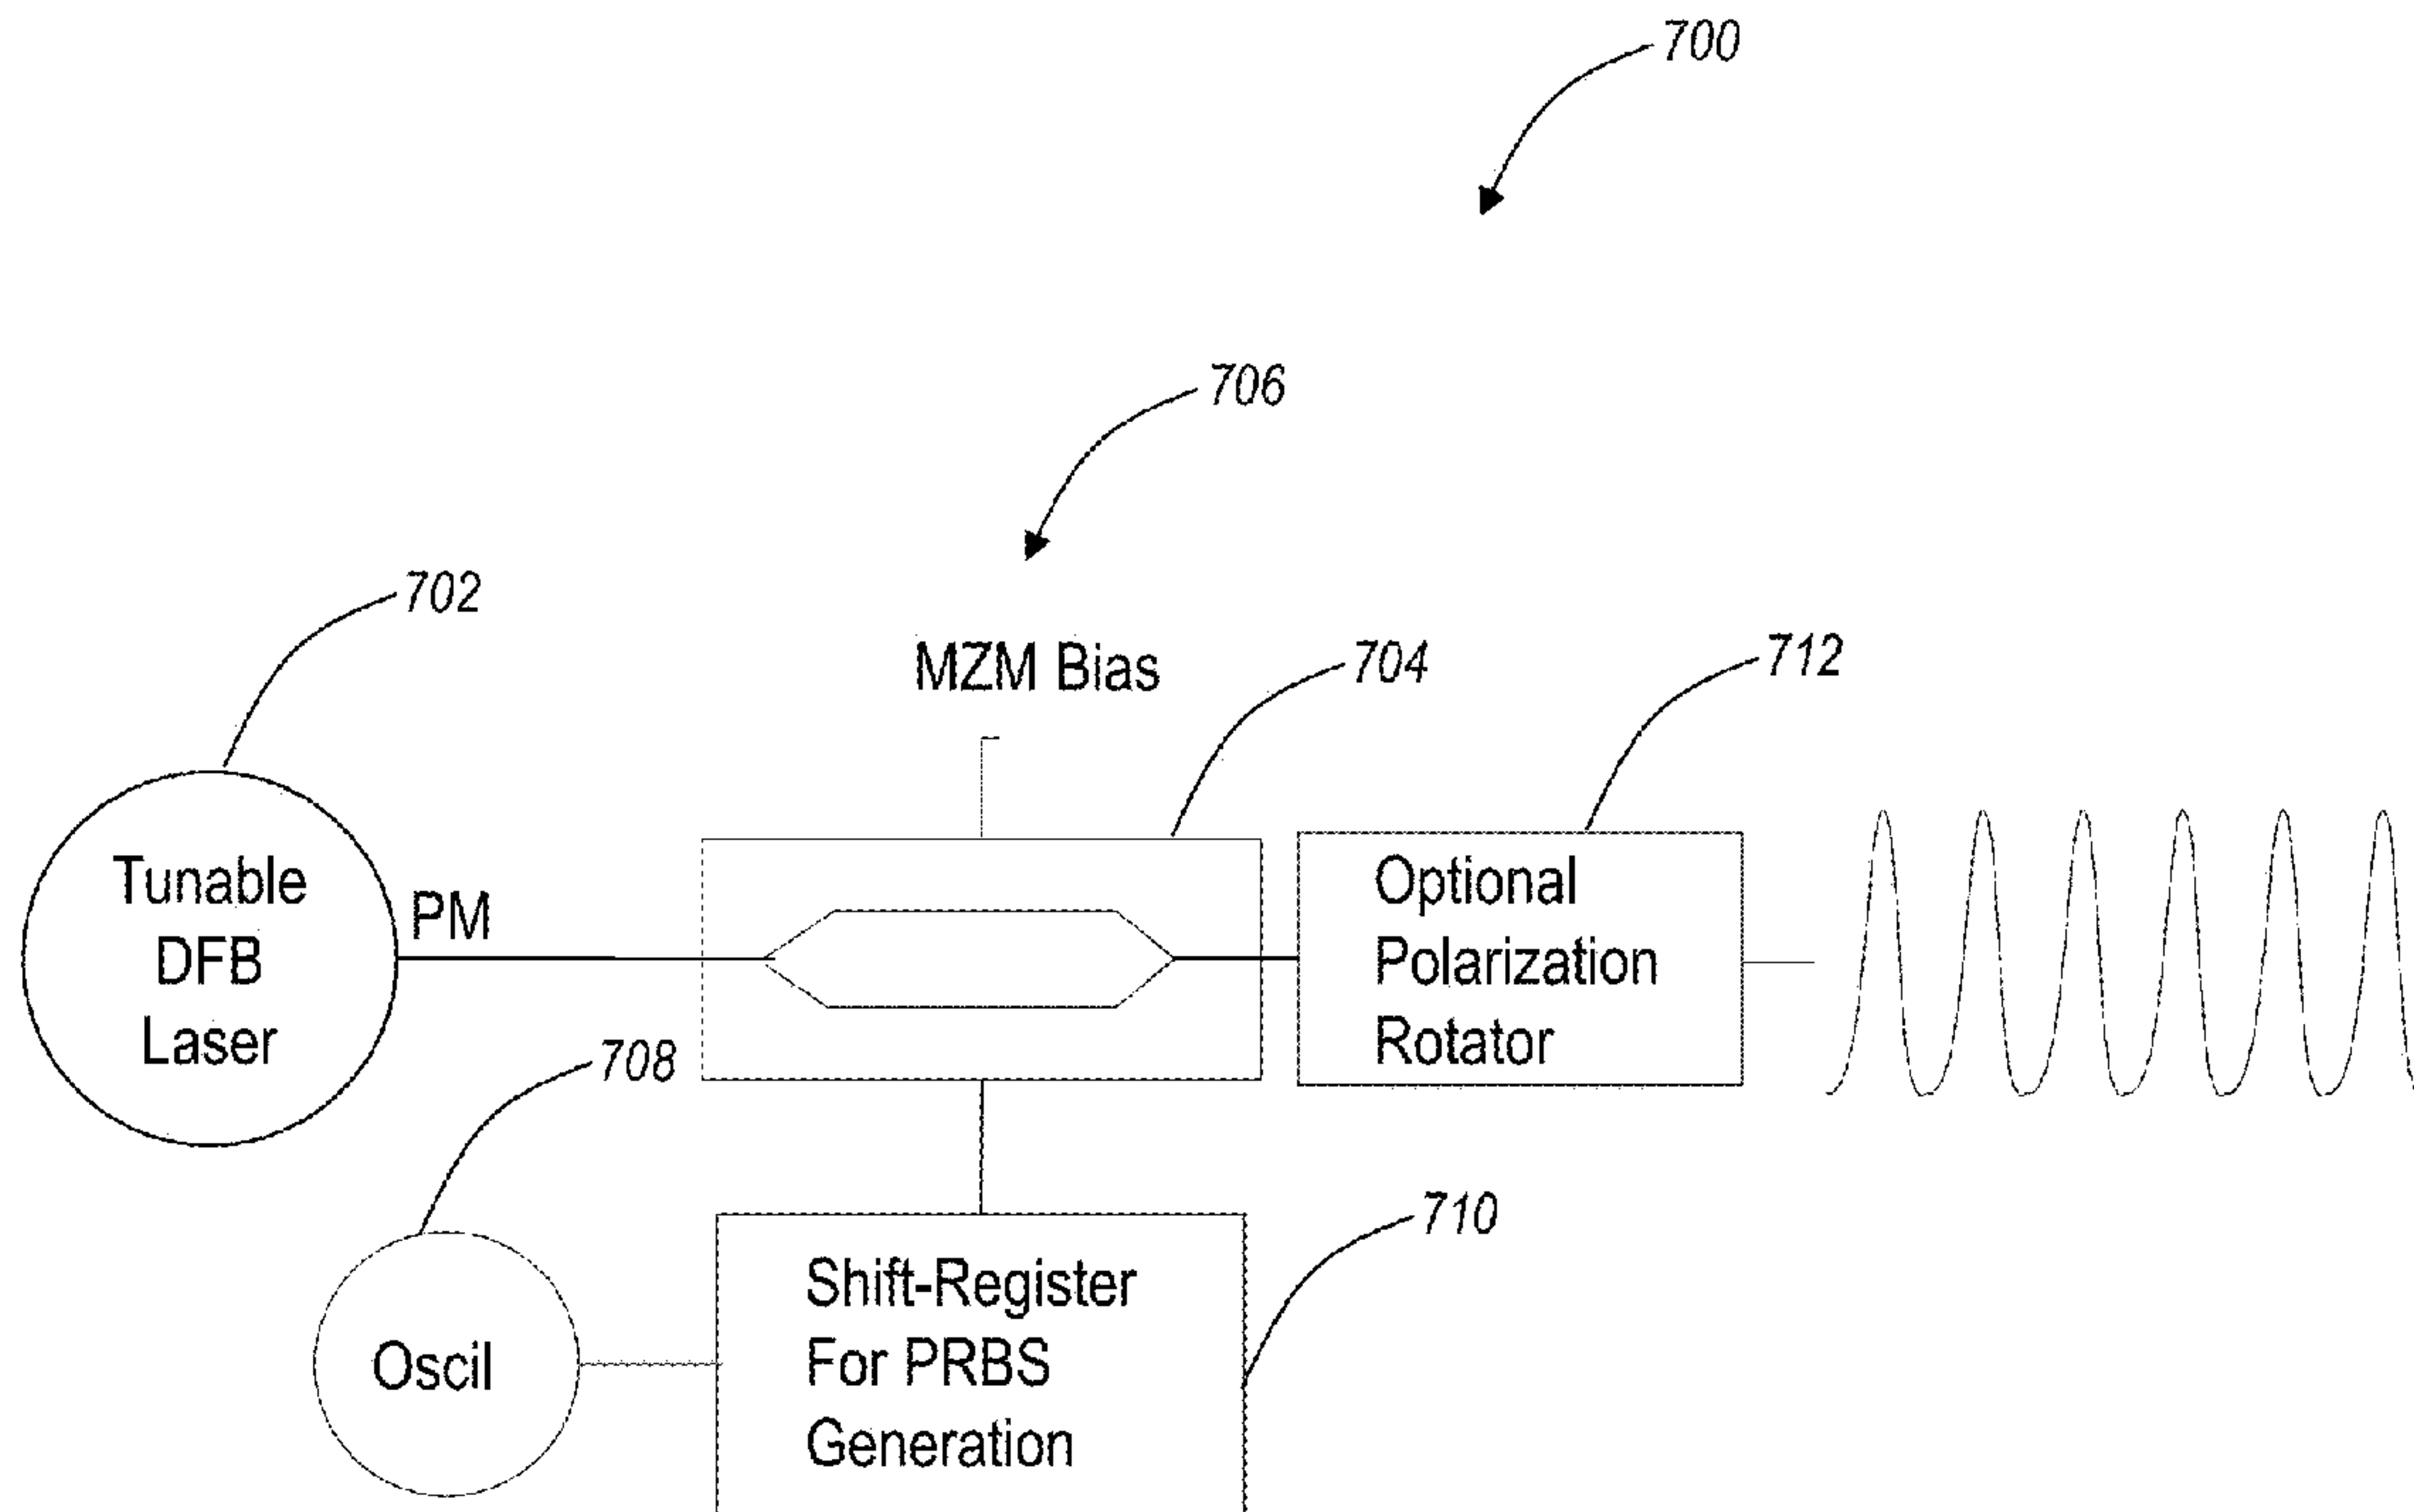 700
706
702
MZM Bias
704
712
Tunable
DFB
Laser
PM
Optional
Polarization
Rotator
708
710
Oscil
Shift-Register
For PRBS
Generation